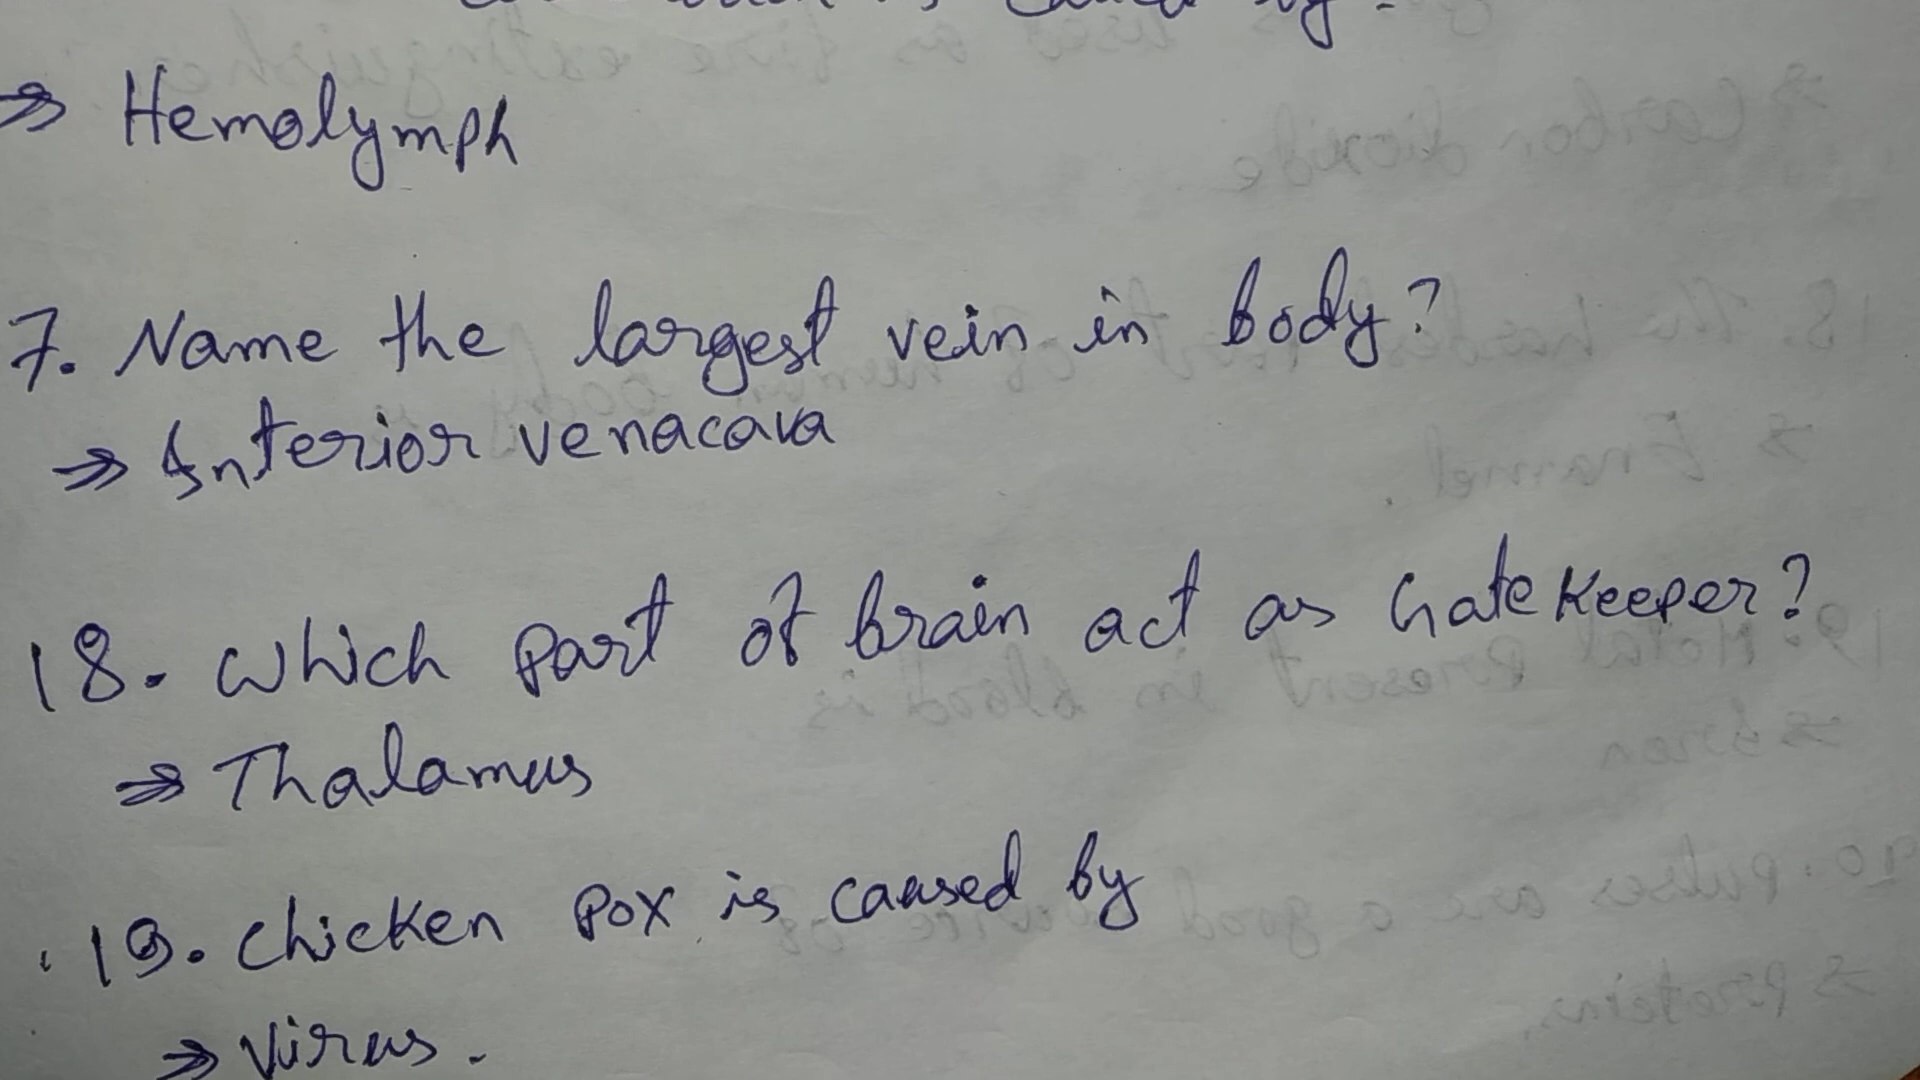 ⇒ Hemolymph
7. Name the largest vein in body?
⇒ Interior venacava
18. Which part of brain act as Gate Keeper?
⇒ Thalamus
19. Chicken Pox is caused by
⇒ Virus.